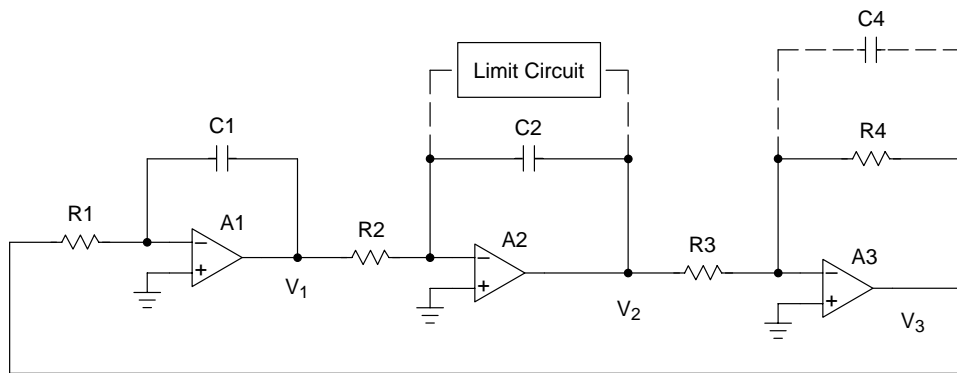 C4
Limit Circuit
C1
C2
R4
R1
A1
R2
A2
R3
A3
−
+
−
+
−
+
V1
V2
V3